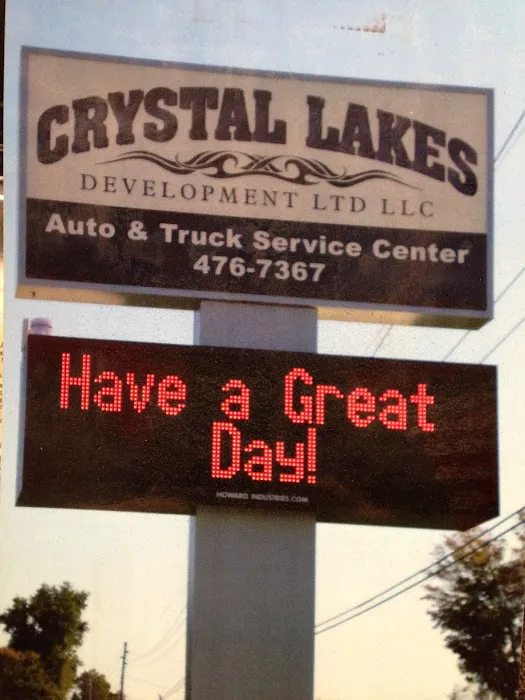 CRYSTAL LAKES
DEVELOPMENT LTD LLC
Auto & Truck Service Center
476-7367
Have a Great
Day!
HOWARD INDUSTRIES.COM